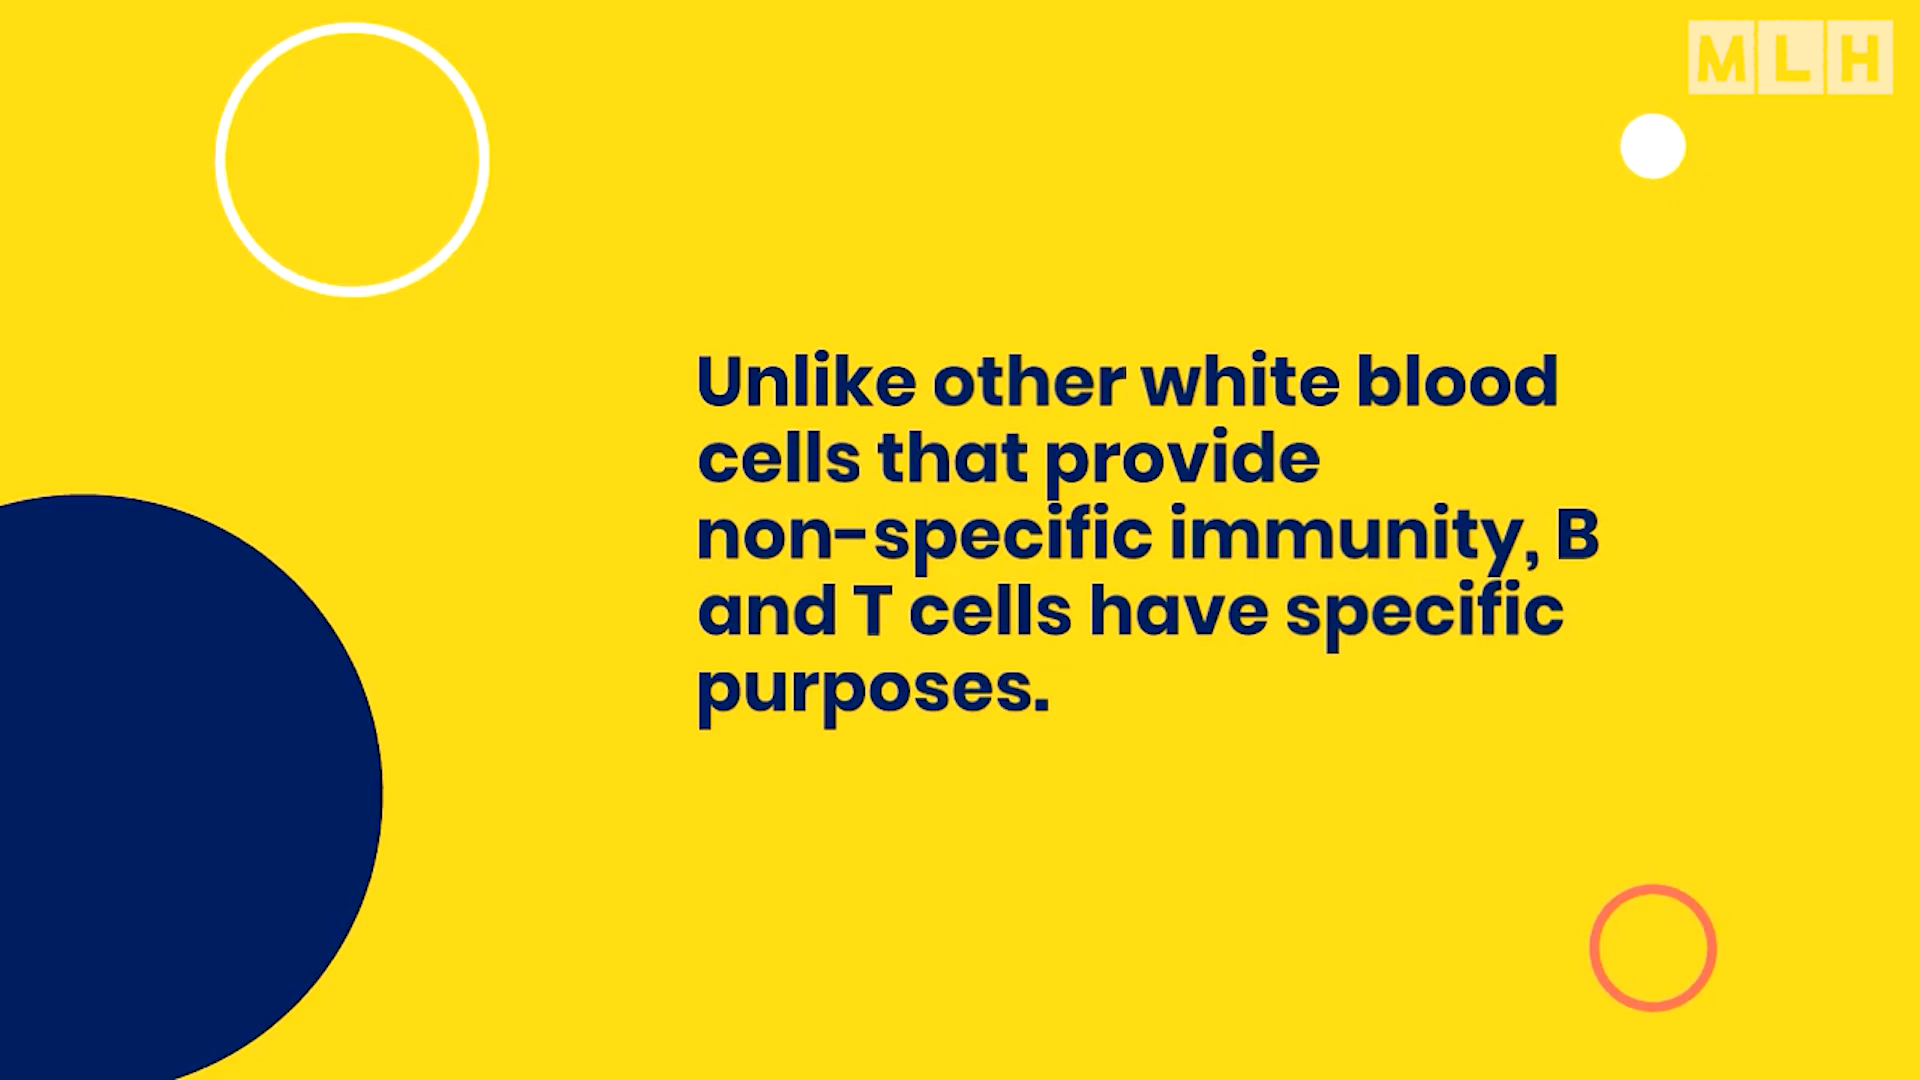 MLH
Unlike other white blood
cells that provide
non-specific immunity, B
and T cells have specific
purposes.